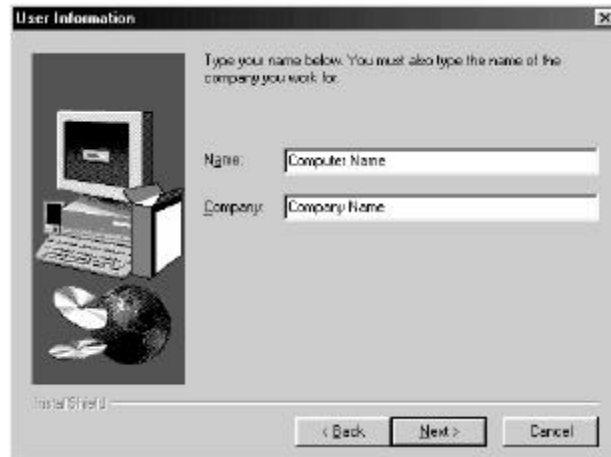 User Information
Type your name below. You must also type the name of the
company you work for.
Name: Computer Name
Company: Company Name
InstallShield
< Back
Next >
Cancel